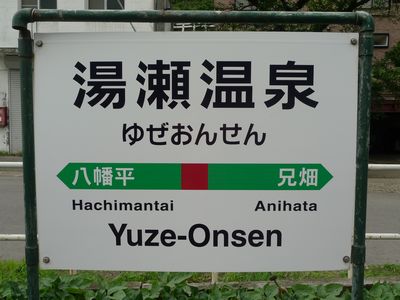 湯瀬温泉
ゆぜおんせん
八幡平 兄畑
Hachimantai Anihata
Yuze-Onsen